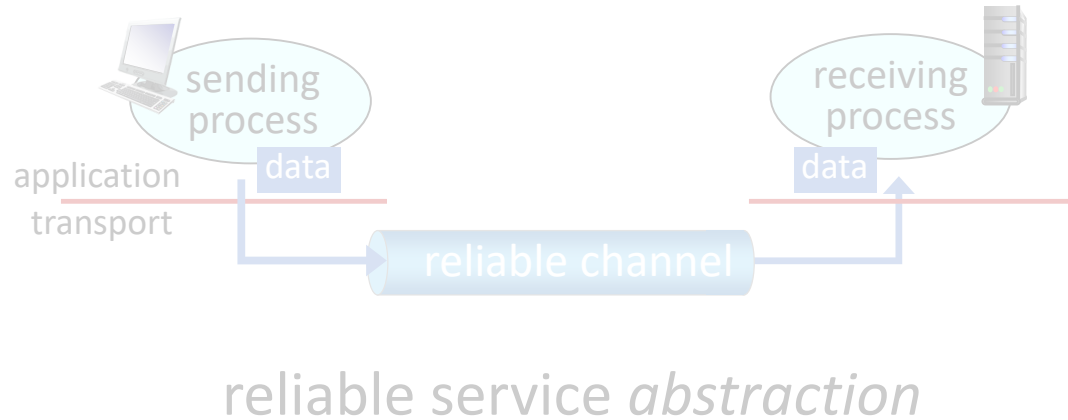 sending
process
receiving
process
data
data
application
transport
reliable channel
reliable service abstraction